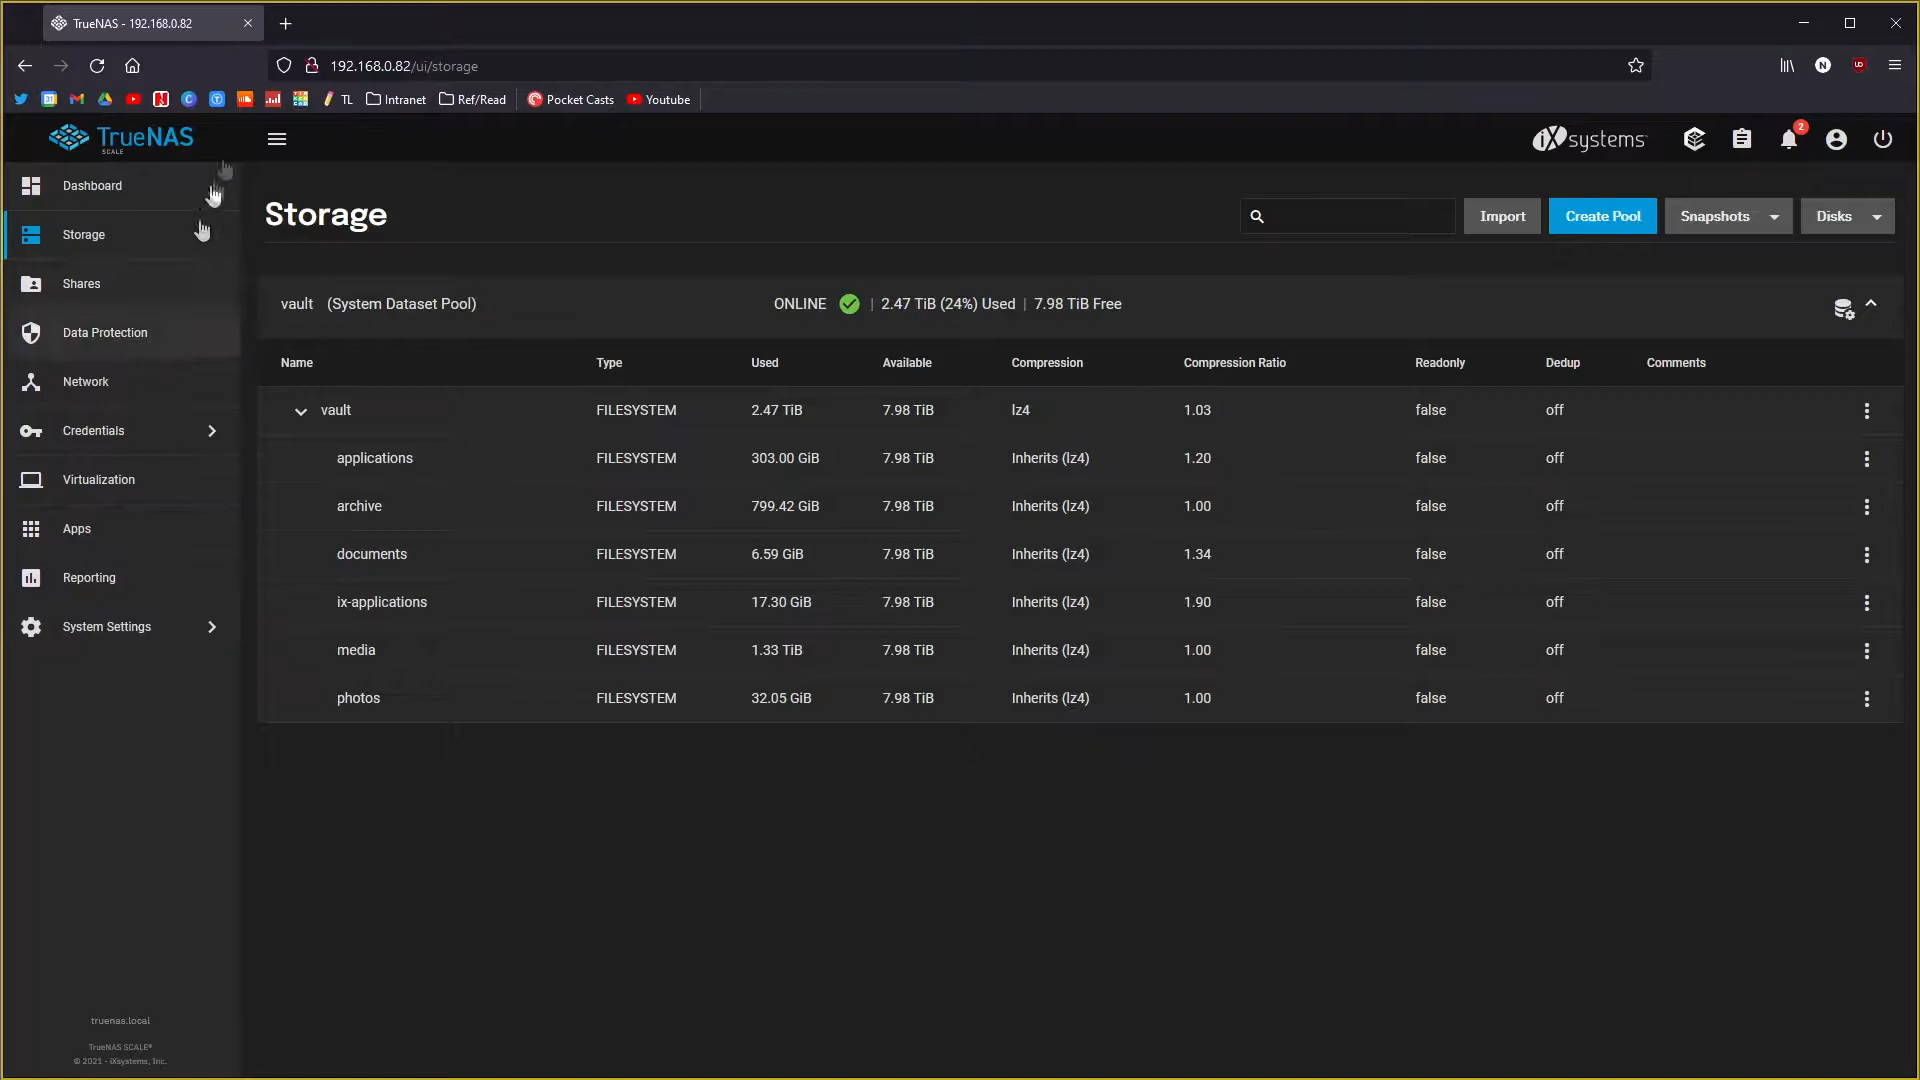 TrueNAS - 192.168.0.82
192.168.0.82/ui/storage
TL Intranet Ref/Read Pocket Casts Youtube
TrueNAS
SCALE
iXsystems
2
Dashboard
Storage
Shares
Data Protection
Network
Credentials
Virtualization
Apps
Reporting
System Settings
truenas.local
TrueNAS SCALE®
© 2021 - iXsystems, Inc.
Storage
Import Create Pool Snapshots Disks
vault (System Dataset Pool) ONLINE | 2.47 TiB (24%) Used | 7.98 TiB Free
Name Type Used Available Compression Compression Ratio Readonly Dedup Comments
vault FILESYSTEM 2.47 TiB 7.98 TiB lz4 1.03 false off
applications FILESYSTEM 303.00 GiB 7.98 TiB Inherits (lz4) 1.20 false off
archive FILESYSTEM 799.42 GiB 7.98 TiB Inherits (lz4) 1.00 false off
documents FILESYSTEM 6.59 GiB 7.98 TiB Inherits (lz4) 1.34 false off
ix-applications FILESYSTEM 17.30 GiB 7.98 TiB Inherits (lz4) 1.90 false off
media FILESYSTEM 1.33 TiB 7.98 TiB Inherits (lz4) 1.00 false off
photos FILESYSTEM 32.05 GiB 7.98 TiB Inherits (lz4) 1.00 false off